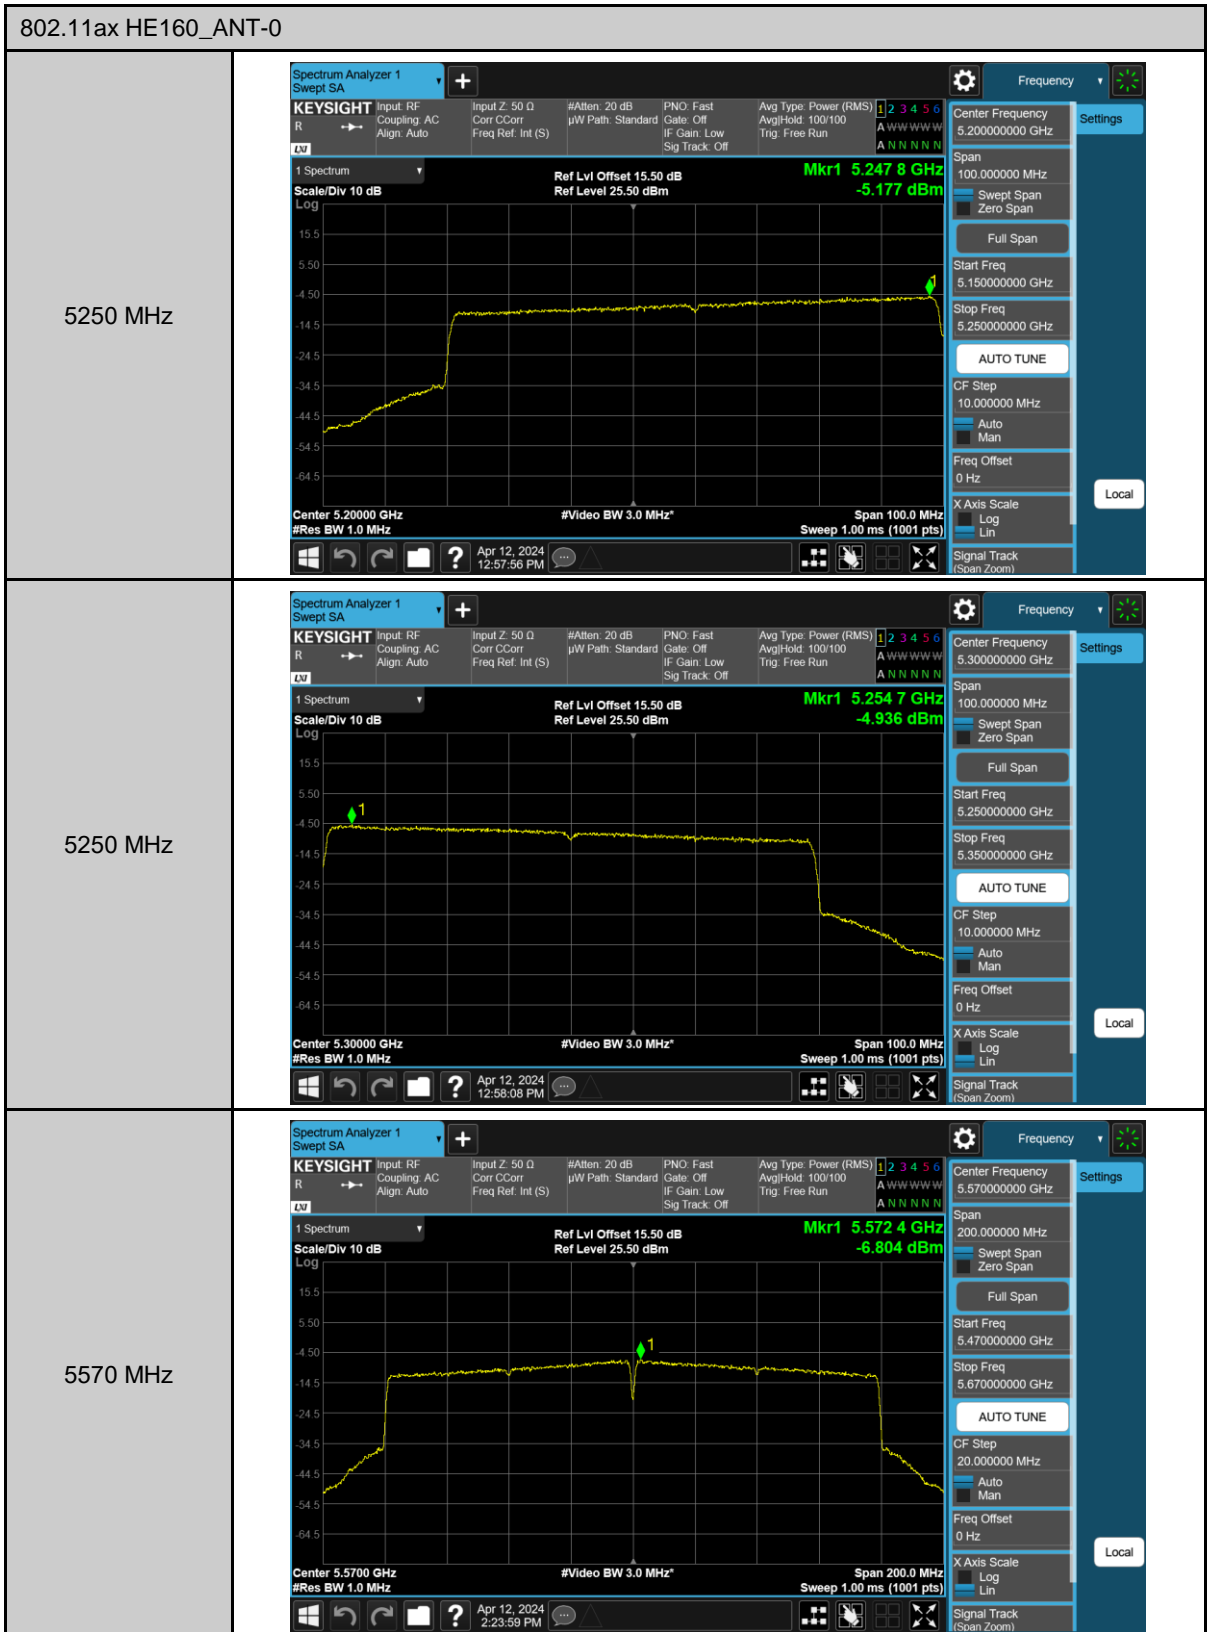 802.11ax HE160_ANT-0
5250 MHz
Spectrum Analyzer 1
Swept SA
Frequency
KEYSIGHT
R
LXI
Input: RF
Coupling: AC
Align: Auto
Input Z: 50 Ω
Corr CCorr
Freq Ref: Int (S)
#Atten: 20 dB
µW Path: Standard
PNO: Fast
Gate: Off
IF Gain: Low
Sig Track: Off
Avg Type: Power (RMS)
Avg|Hold: 100/100
Trig: Free Run
1 2 3 4 5 6
A W W W W W
A N N N N N
1 Spectrum
Scale/Div 10 dB
Log
Ref Lvl Offset 15.50 dB
Ref Level 25.50 dBm
Mkr1 5.247 8 GHz
-5.177 dBm
15.5
5.50
-4.50
-14.5
-24.5
-34.5
-44.5
-54.5
-64.5
1
Center 5.20000 GHz
#Res BW 1.0 MHz
#Video BW 3.0 MHz*
Span 100.0 MHz
Sweep 1.00 ms (1001 pts)
Apr 12, 2024
12:57:56 PM
Center Frequency
5.200000000 GHz
Settings
Span
100.000000 MHz
Swept Span
Zero Span
Full Span
Start Freq
5.150000000 GHz
Stop Freq
5.250000000 GHz
AUTO TUNE
CF Step
10.000000 MHz
Auto
Man
Freq Offset
0 Hz
Local
X Axis Scale
Log
Lin
Signal Track
(Span Zoom)
5250 MHz
Spectrum Analyzer 1
Swept SA
Frequency
KEYSIGHT
R
LXI
Input: RF
Coupling: AC
Align: Auto
Input Z: 50 Ω
Corr CCorr
Freq Ref: Int (S)
#Atten: 20 dB
µW Path: Standard
PNO: Fast
Gate: Off
IF Gain: Low
Sig Track: Off
Avg Type: Power (RMS)
Avg|Hold: 100/100
Trig: Free Run
1 2 3 4 5 6
A W W W W W
A N N N N N
1 Spectrum
Scale/Div 10 dB
Log
Ref Lvl Offset 15.50 dB
Ref Level 25.50 dBm
Mkr1 5.254 7 GHz
-4.936 dBm
15.5
5.50
-4.50
-14.5
-24.5
-34.5
-44.5
-54.5
-64.5
1
Center 5.30000 GHz
#Res BW 1.0 MHz
#Video BW 3.0 MHz*
Span 100.0 MHz
Sweep 1.00 ms (1001 pts)
Apr 12, 2024
12:58:08 PM
Center Frequency
5.300000000 GHz
Settings
Span
100.000000 MHz
Swept Span
Zero Span
Full Span
Start Freq
5.250000000 GHz
Stop Freq
5.350000000 GHz
AUTO TUNE
CF Step
10.000000 MHz
Auto
Man
Freq Offset
0 Hz
Local
X Axis Scale
Log
Lin
Signal Track
(Span Zoom)
5570 MHz
Spectrum Analyzer 1
Swept SA
Frequency
KEYSIGHT
R
LXI
Input: RF
Coupling: AC
Align: Auto
Input Z: 50 Ω
Corr CCorr
Freq Ref: Int (S)
#Atten: 20 dB
µW Path: Standard
PNO: Fast
Gate: Off
IF Gain: Low
Sig Track: Off
Avg Type: Power (RMS)
Avg|Hold: 100/100
Trig: Free Run
1 2 3 4 5 6
A W W W W W
A N N N N N
1 Spectrum
Scale/Div 10 dB
Log
Ref Lvl Offset 15.50 dB
Ref Level 25.50 dBm
Mkr1 5.572 4 GHz
-6.804 dBm
15.5
5.50
-4.50
-14.5
-24.5
-34.5
-44.5
-54.5
-64.5
1
Center 5.5700 GHz
#Res BW 1.0 MHz
#Video BW 3.0 MHz*
Span 200.0 MHz
Sweep 1.00 ms (1001 pts)
Apr 12, 2024
2:23:59 PM
Center Frequency
5.570000000 GHz
Settings
Span
200.000000 MHz
Swept Span
Zero Span
Full Span
Start Freq
5.470000000 GHz
Stop Freq
5.670000000 GHz
AUTO TUNE
CF Step
20.000000 MHz
Auto
Man
Freq Offset
0 Hz
Local
X Axis Scale
Log
Lin
Signal Track
(Span Zoom)